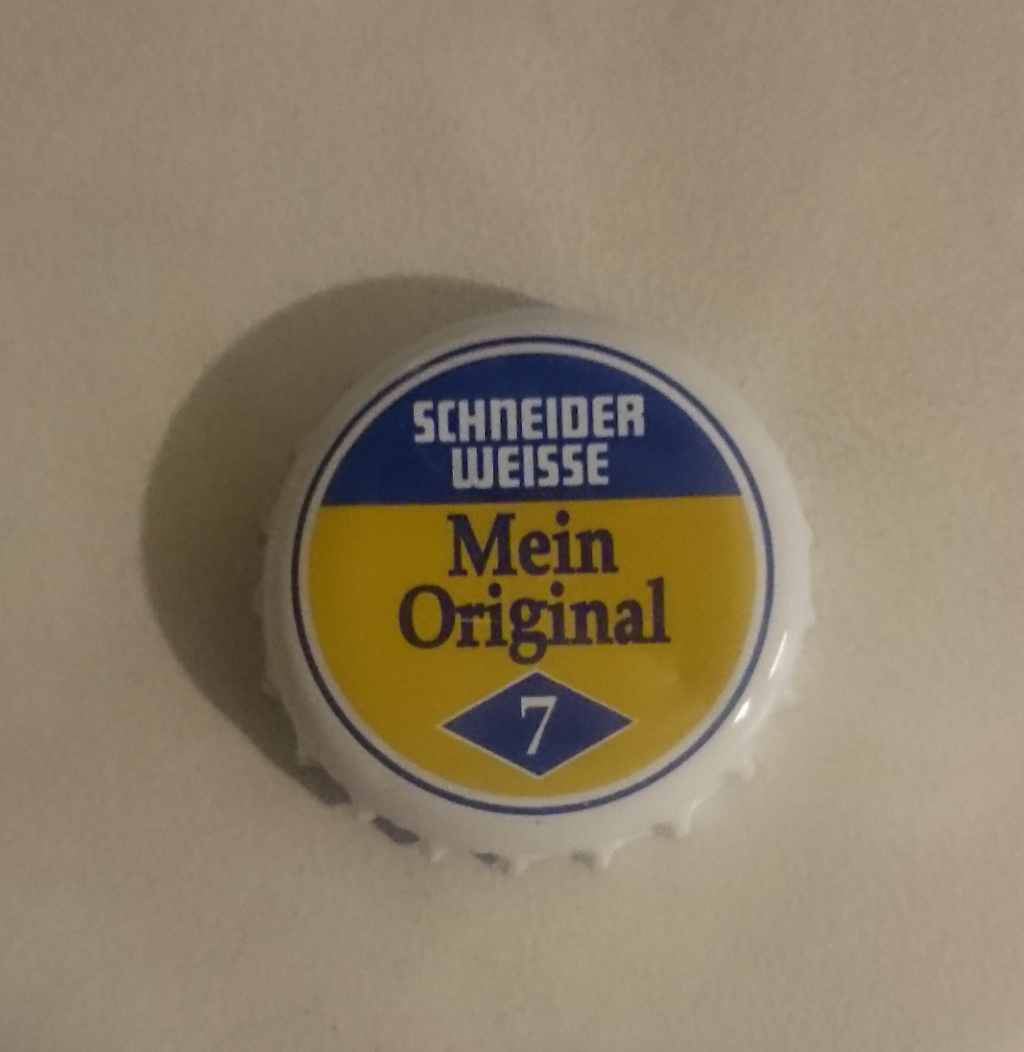 SCHNEIDER
WEISSE
Mein
Original
7